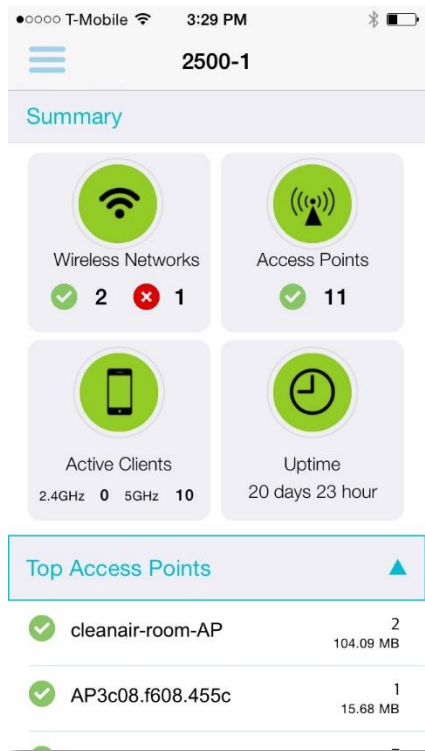 T-Mobile 3:29 PM
2500-1
Summary
Wireless Networks
2 1
Access Points
11
Active Clients
2.4GHz 0 5GHz 10
Uptime
20 days 23 hour
Top Access Points
cleanair-room-AP 2
104.09 MB
AP3c08.f608.455c 1
15.68 MB